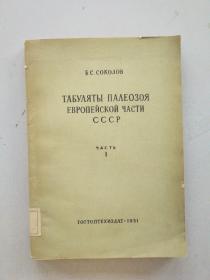 Б. С. СОКОЛОВ
ТАБУЛЯТЫ ПАЛЕОЗОЯ
ЕВРОПЕЙСКОЙ ЧАСТИ
СССР
ЧАСТЬ
I
ГОСТОПТЕХИЗДАТ · 1951